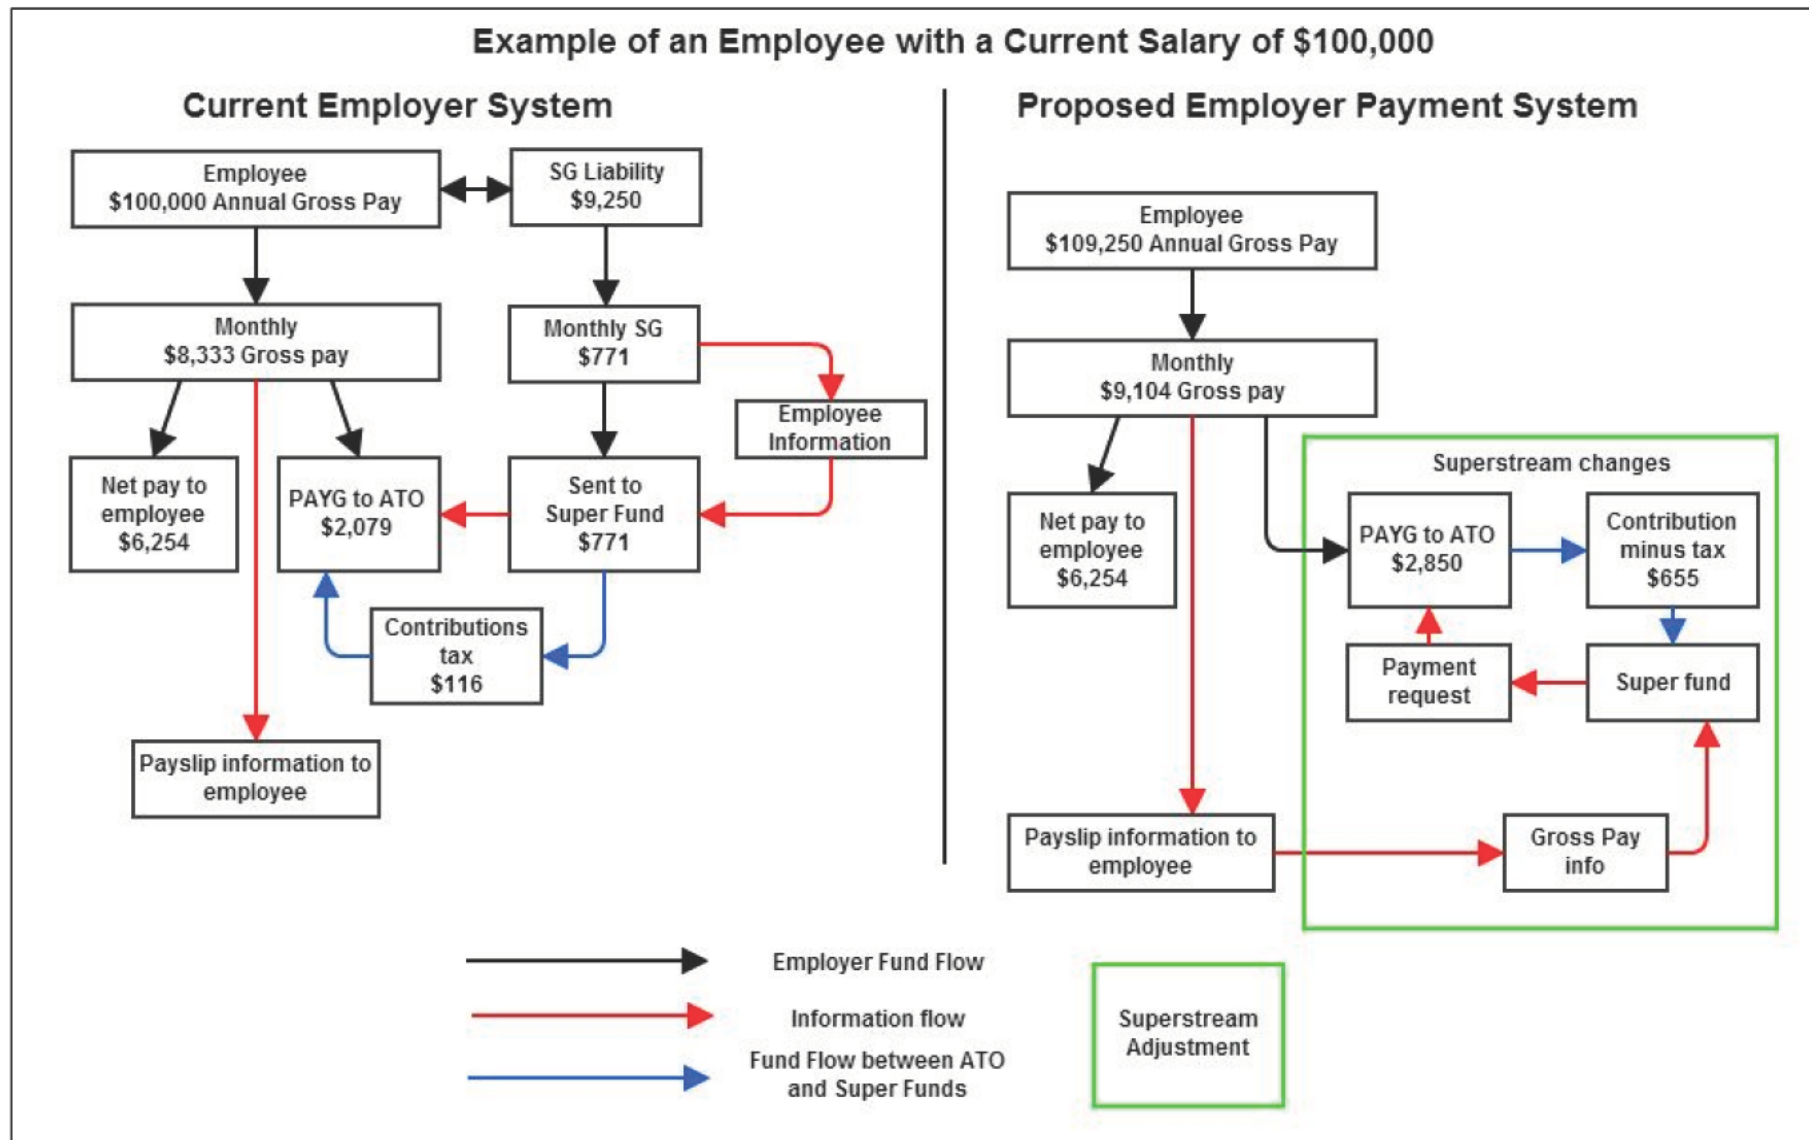 Example of an Employee with a Current Salary of $100,000
Current Employer System
Employee
$100,000 Annual Gross Pay
SG Liability
$9,250
Monthly
$8,333 Gross pay
Monthly SG
$771
Employee
Information
Net pay to
employee
$6,254
PAYG to ATO
$2,079
Sent to
Super Fund
$771
Contributions
tax
$116
Payslip information to
employee
Proposed Employer Payment System
Employee
$109,250 Annual Gross Pay
Monthly
$9,104 Gross pay
Superstream changes
Net pay to
employee
$6,254
PAYG to ATO
$2,850
Contribution
minus tax
$655
Payment
request
Super fund
Payslip information to
employee
Gross Pay
info
Employer Fund Flow
Information flow
Fund Flow between ATO
and Super Funds
Superstream
Adjustment